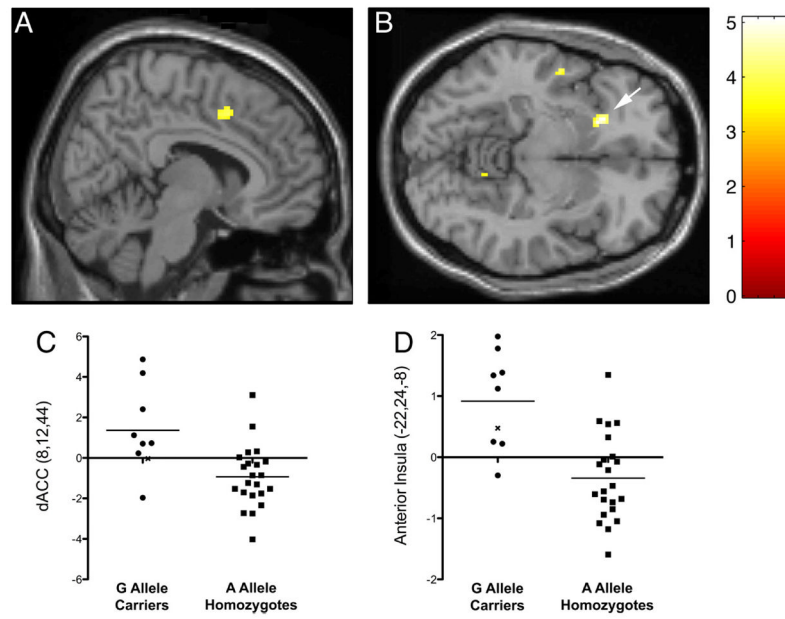 A
B
5
4
3
2
1
0
C
6
4
2
0
-2
-4
-6
dACC (8,12,44)
G Allele
Carriers
A Allele
Homozygotes
D
2
1
0
-1
-2
Anterior Insula (-22,24,-8)
G Allele
Carriers
A Allele
Homozygotes